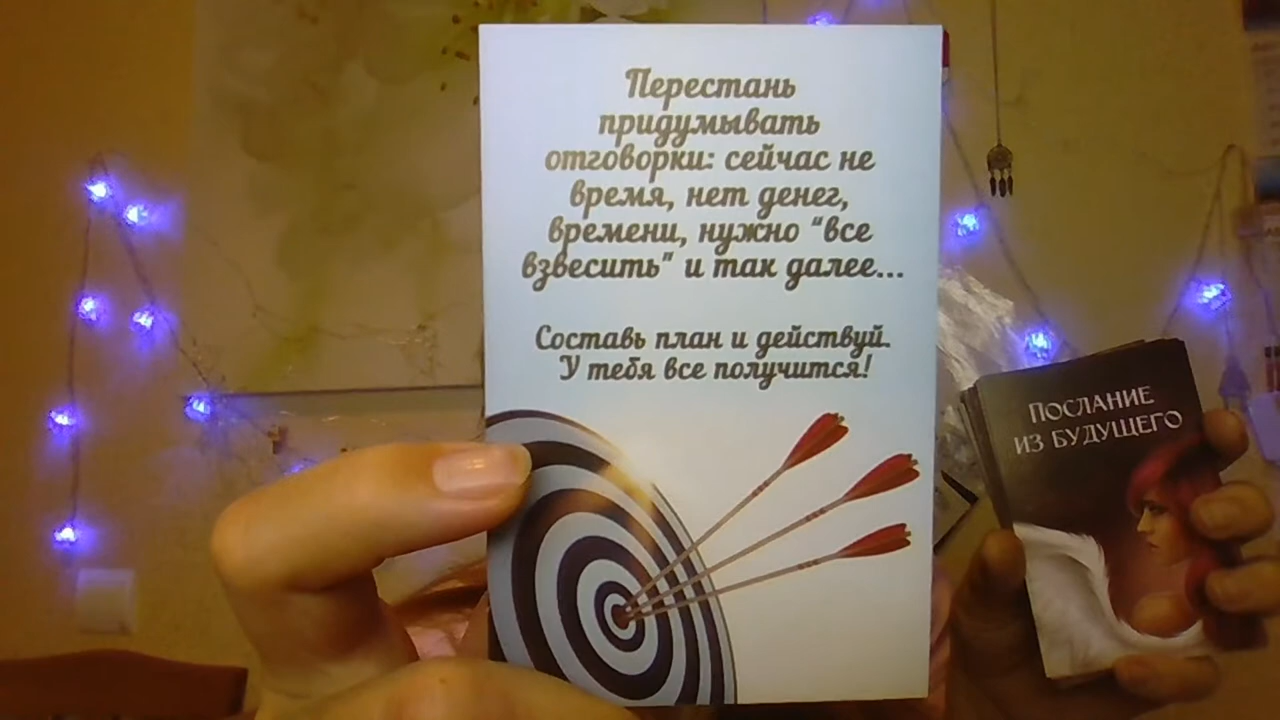 Перестань
придумывать
отговорки: сейчас не
время, нет денег,
времени, нужно "все
взвесить" и так далее...
Составь план и действуй.
У тебя все получится!
ПОСЛАНИЕ
ИЗ БУДУЩЕГО